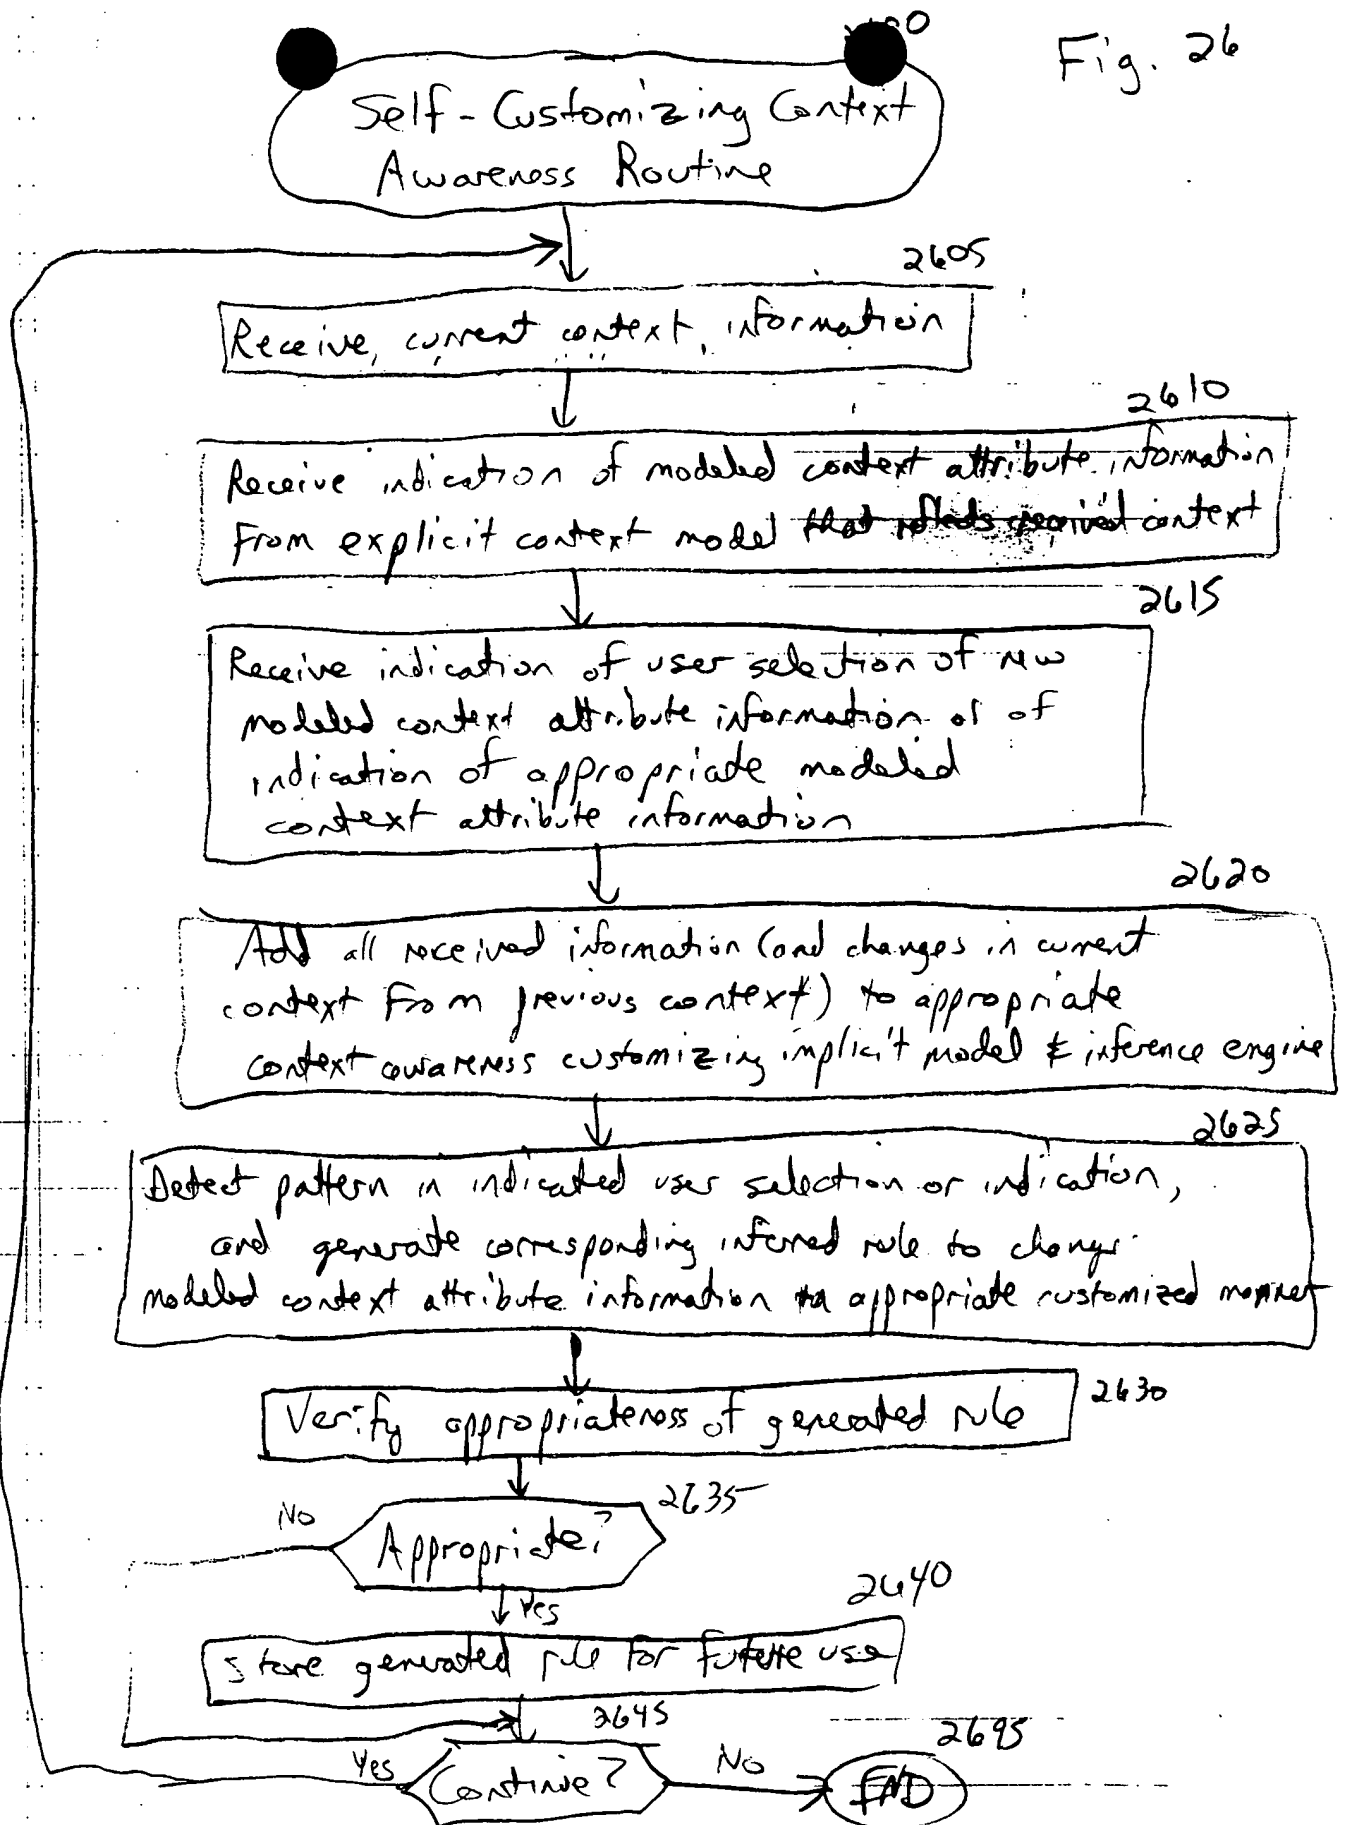 Fig. 26
Self-Customizing Context
Awareness Routine
2605
Receive current context information
2610
Receive indication of modeled context attribute information
From explicit context model that reflects received context
2615
Receive indication of user selection of new
modeled context attribute information or of
indication of appropriate modeled
context attribute information
2620
Add all received information (and changes in current
context from previous context) to appropriate
context awareness customizing implicit model & inference engine
2625
Detect pattern in indicated user selection or indication,
and generate corresponding inferred rule to change
modeled context attribute information in appropriate customized manner
Verify appropriateness of generated rule 2630
2635
No
Appropriate?
Yes
2640
Store generated rule for future use
2645
2695
Yes Continue? No END